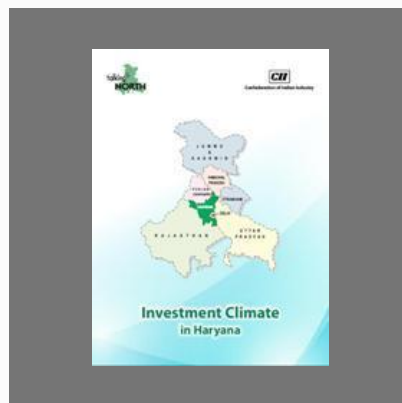 Talking
NORTH
CII
Confederation of Indian Industry
JAMMU
&
KASHMIR
HIMACHAL
PRADESH
PUNJAB
HARYANA
DELHI
RAJASTHAN
UTTAR
PRADESH
Investment Climate
in Haryana